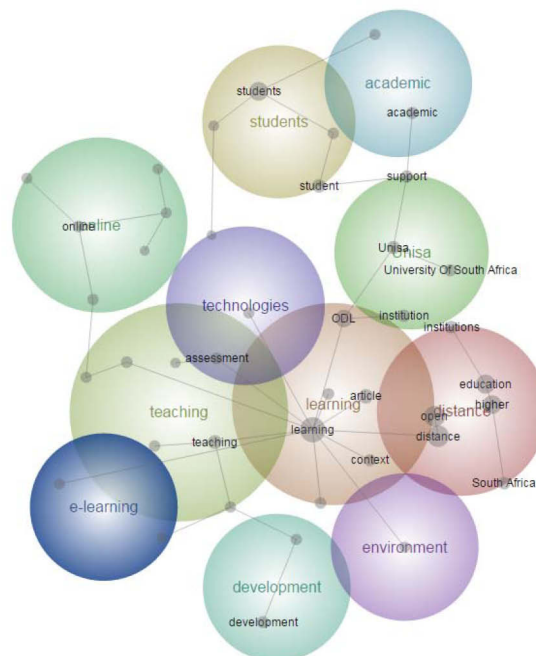 academic
students
academic
students
support
student
online
online
Unisa
Unisa
University Of South Africa
technologies
ODL
institution
institutions
assessment
education
article
higher
learning
teaching
open
distance
learning
distance
teaching
context
South Africa
e-learning
environment
development
development